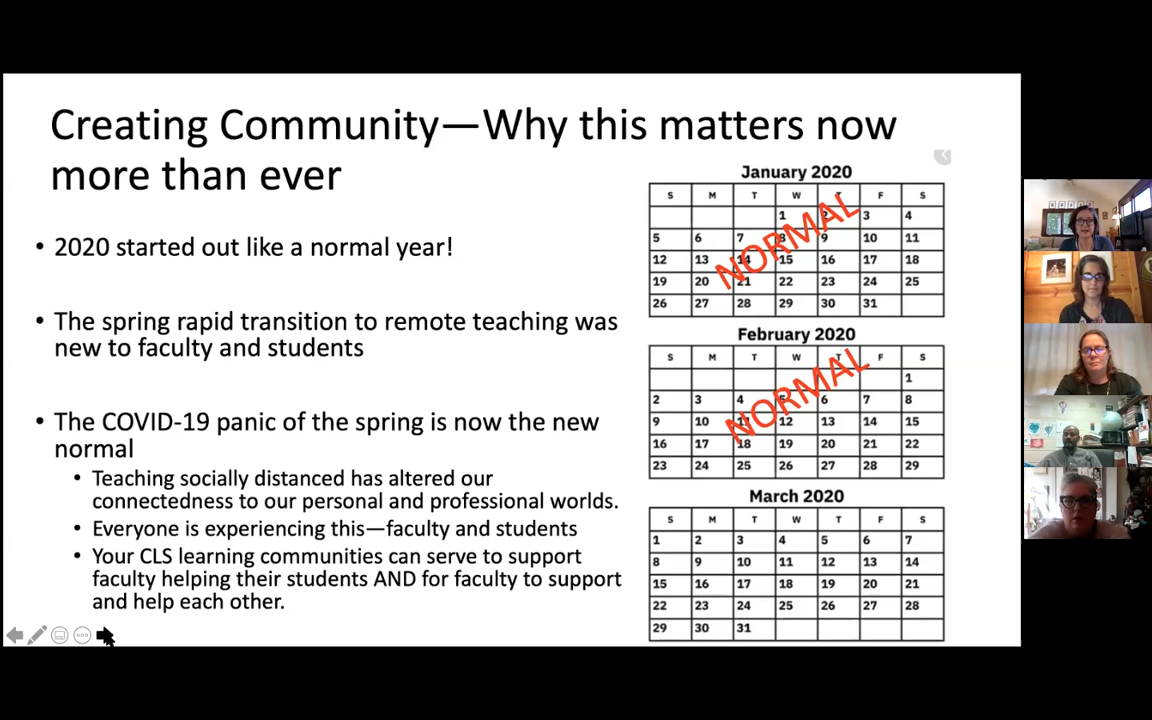 Creating Community—Why this matters now
more than ever
• 2020 started out like a normal year!
• The spring rapid transition to remote teaching was
new to faculty and students
• The COVID-19 panic of the spring is now the new
normal
• Teaching socially distanced has altered our
connectedness to our personal and professional worlds.
• Everyone is experiencing this—faculty and students
• Your CLS learning communities can serve to support
faculty helping their students AND for faculty to support
and help each other.
January 2020
S M T W T F S
1 2 3 4
5 6 7 8 9 10 11
12 13 14 15 16 17 18
19 20 21 22 23 24 25
26 27 28 29 30 31
NORMAL
February 2020
S M T W T F S
1
2 3 4 5 6 7 8
9 10 11 12 13 14 15
16 17 18 19 20 21 22
23 24 25 26 27 28 29
NORMAL
March 2020
S M T W T F S
1 2 3 4 5 6 7
8 9 10 11 12 13 14
15 16 17 18 19 20 21
22 23 24 25 26 27 28
29 30 31